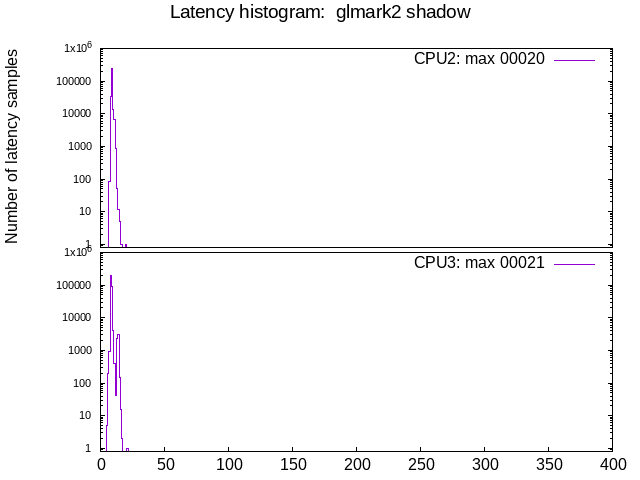 Latency histogram:  glmark2 shadow
Number of latency samples
1x10^6
CPU2: max 00020
100000
10000
1000
100
10
1
1x10^6
CPU3: max 00021
100000
10000
1000
100
10
1
0 50 100 150 200 250 300 350 400